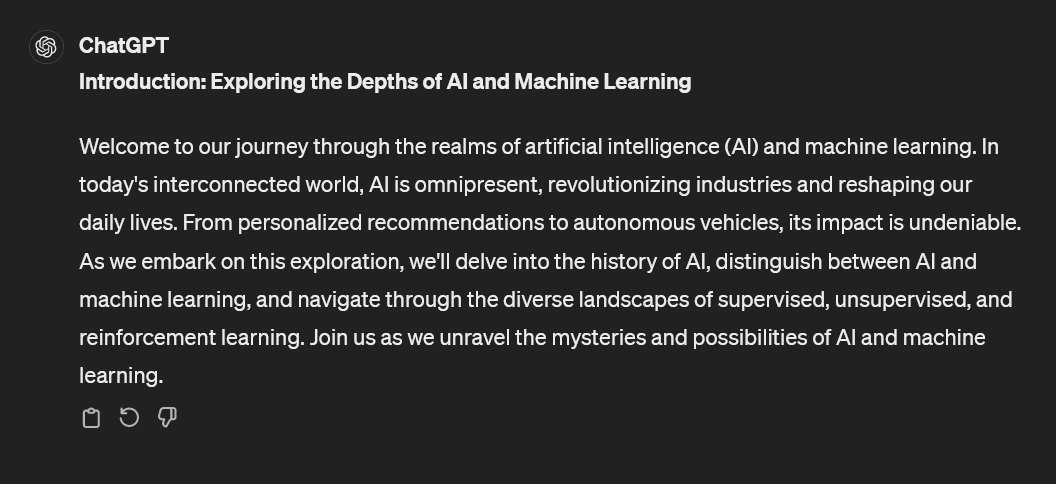 ChatGPT
Introduction: Exploring the Depths of AI and Machine Learning
Welcome to our journey through the realms of artificial intelligence (AI) and machine learning. In
today's interconnected world, AI is omnipresent, revolutionizing industries and reshaping our
daily lives. From personalized recommendations to autonomous vehicles, its impact is undeniable.
As we embark on this exploration, we'll delve into the history of AI, distinguish between AI and
machine learning, and navigate through the diverse landscapes of supervised, unsupervised, and
reinforcement learning. Join us as we unravel the mysteries and possibilities of AI and machine
learning.